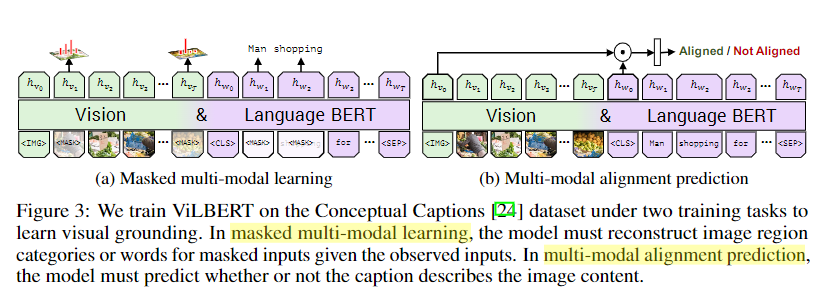 Man shopping
Aligned / Not Aligned
h_{v_0} h_{v_1} h_{v_2} h_{v_3} ... h_{v_𝒯} h_{w_0} h_{w_1} h_{w_2} h_{w_3} ... h_{w_T}
h_{v_0} h_{v_1} h_{v_2} h_{v_3} ... h_{v_𝒯} h_{w_0} h_{w_1} h_{w_2} h_{w_3} ... h_{w_T}
Vision & Language BERT
Vision & Language BERT
<IMG> <MASK> ... <MASK> <CLS> <MASK> <MASK> for ... <SEP>
<IMG> ... <CLS> Man shopping for ... <SEP>
(a) Masked multi-modal learning
(b) Multi-modal alignment prediction
Figure 3: We train ViLBERT on the Conceptual Captions [24] dataset under two training tasks to
learn visual grounding. In masked multi-modal learning, the model must reconstruct image region
categories or words for masked inputs given the observed inputs. In multi-modal alignment prediction,
the model must predict whether or not the caption describes the image content.